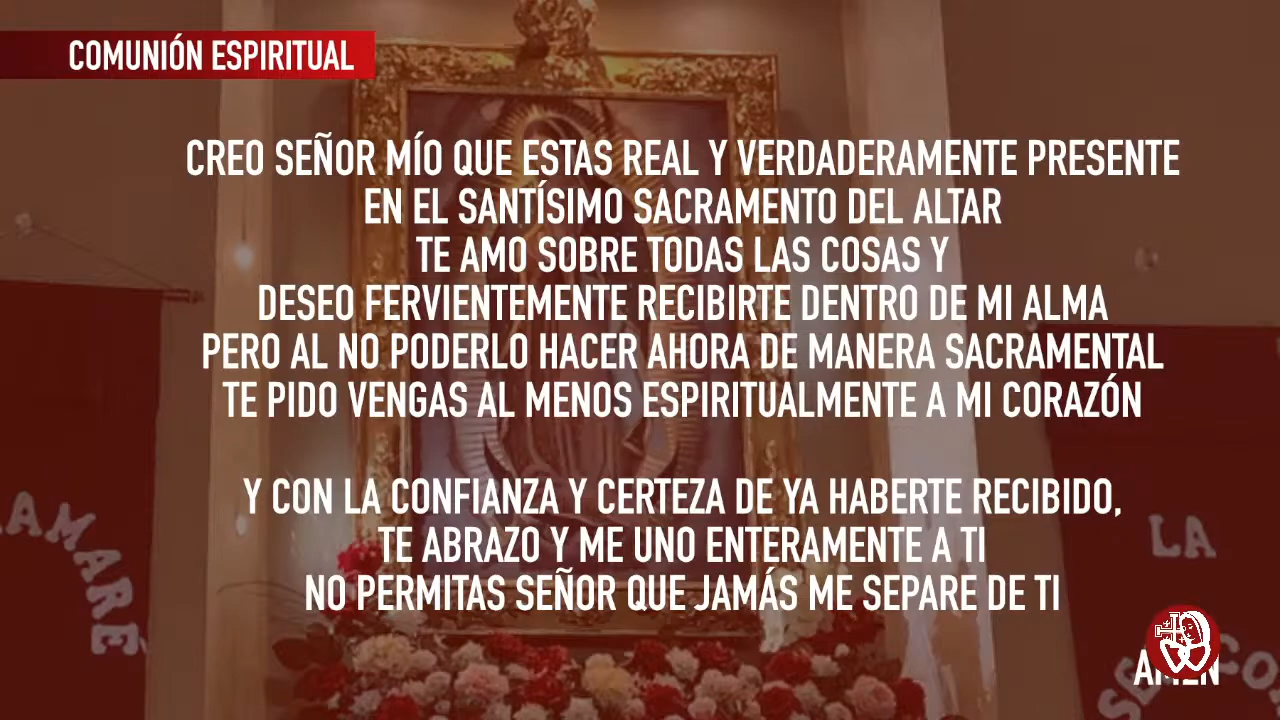 COMUNIÓN ESPIRITUAL
CREO SEÑOR MÍO QUE ESTAS REAL Y VERDADERAMENTE PRESENTE
EN EL SANTÍSIMO SACRAMENTO DEL ALTAR
TE AMO SOBRE TODAS LAS COSAS Y
DESEO FERVIENTEMENTE RECIBIRTE DENTRO DE MI ALMA
PERO AL NO PODERLO HACER AHORA DE MANERA SACRAMENTAL
TE PIDO VENGAS AL MENOS ESPIRITUALMENTE A MI CORAZÓN
Y CON LA CONFIANZA Y CERTEZA DE YA HABERTE RECIBIDO,
TE ABRAZO Y ME UNO ENTERAMENTE A TI
NO PERMITAS SEÑOR QUE JAMÁS ME SEPARE DE TI
AMÉN
LA